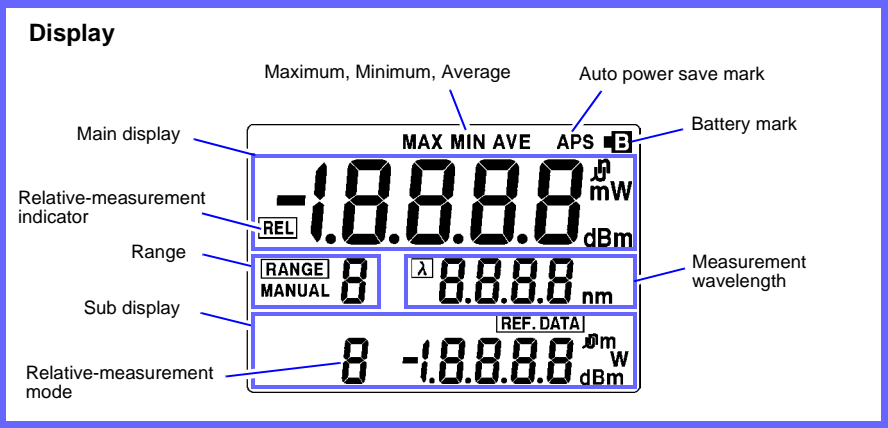 Display
Maximum, Minimum, Average
Auto power save mark
Main display
Battery mark
MAX MIN AVE APS B
-1.8.8.8.8
mW
Relative-measurement
indicator
REL
dBm
Range
RANGE
MANUAL 8
λ 8.8.8.8 nm
Measurement
wavelength
Sub display
REF. DATA
8 -1.8.8.8.8
m
W
dBm
Relative-measurement
mode